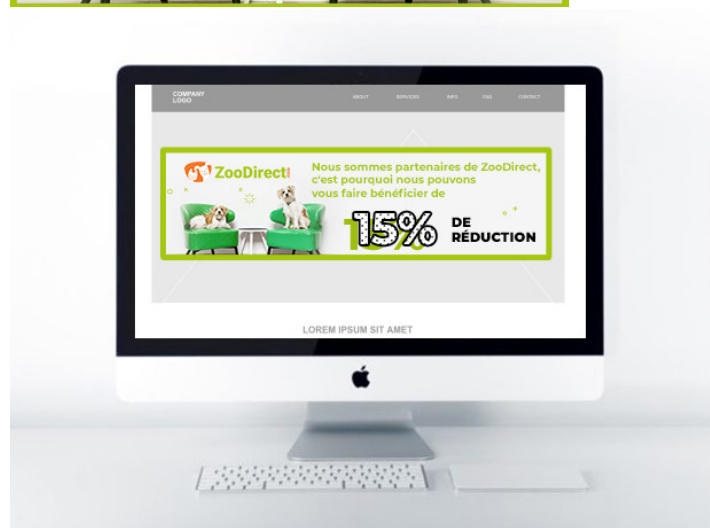 COMPANY
LOGO
ABOUT
SERVICES
INFO
FAQ
CONTACT
ZooDirect
Nous sommes partenaires de ZooDirect,
c'est pourquoi nous pouvons
vous faire bénéficier de
15%
DE
RÉDUCTION
LOREM IPSUM SIT AMET